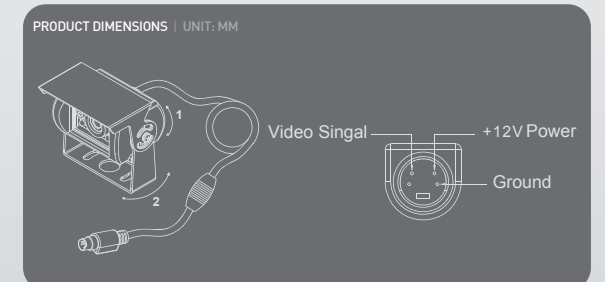 PRODUCT DIMENSIONS | UNIT: MM
1
2
Video Singal
+12V Power
Ground